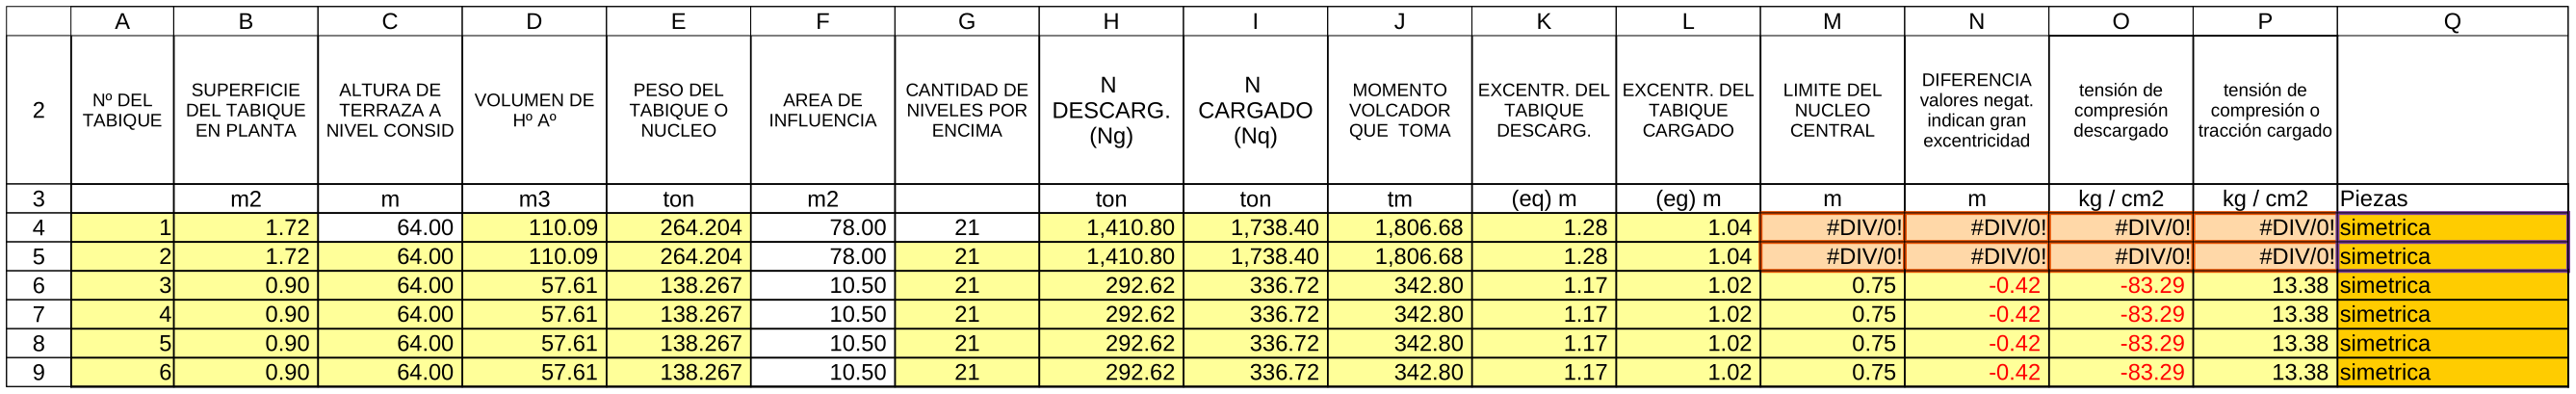 A B C D E F G H I J K L M N O P Q
2 Nº DEL TABIQUE SUPERFICIE DEL TABIQUE EN PLANTA ALTURA DE TERRAZA A NIVEL CONSID VOLUMEN DE Hº Aº PESO DEL TABIQUE O NUCLEO AREA DE INFLUENCIA CANTIDAD DE NIVELES POR ENCIMA N DESCARG. (Ng) N CARGADO (Nq) MOMENTO VOLCADOR QUE TOMA EXCENTR. DEL TABIQUE DESCARG. EXCENTR. DEL TABIQUE CARGADO LIMITE DEL NUCLEO CENTRAL DIFERENCIA valores negat. indican gran excentricidad tensión de compresión descargado tensión de compresión o tracción cargado
3 m2 m m3 ton m2 ton ton tm (eq) m (eg) m m m kg / cm2 kg / cm2 Piezas
4 1 1.72 64.00 110.09 264.204 78.00 21 1,410.80 1,738.40 1,806.68 1.28 1.04 #DIV/0! #DIV/0! #DIV/0! #DIV/0! simetrica
5 2 1.72 64.00 110.09 264.204 78.00 21 1,410.80 1,738.40 1,806.68 1.28 1.04 #DIV/0! #DIV/0! #DIV/0! #DIV/0! simetrica
6 3 0.90 64.00 57.61 138.267 10.50 21 292.62 336.72 342.80 1.17 1.02 0.75 -0.42 -83.29 13.38 simetrica
7 4 0.90 64.00 57.61 138.267 10.50 21 292.62 336.72 342.80 1.17 1.02 0.75 -0.42 -83.29 13.38 simetrica
8 5 0.90 64.00 57.61 138.267 10.50 21 292.62 336.72 342.80 1.17 1.02 0.75 -0.42 -83.29 13.38 simetrica
9 6 0.90 64.00 57.61 138.267 10.50 21 292.62 336.72 342.80 1.17 1.02 0.75 -0.42 -83.29 13.38 simetrica